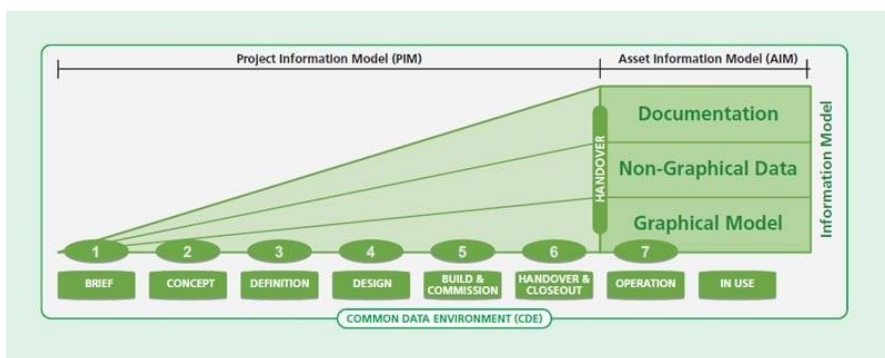 Project Information Model (PIM)
Asset Information Model (AIM)
Documentation
Non-Graphical Data
Graphical Model
HANDOVER
Information Model
1
2
3
4
5
6
7
BRIEF
CONCEPT
DEFINITION
DESIGN
BUILD &
COMMISSION
HANDOVER &
CLOSEOUT
OPERATION
IN USE
COMMON DATA ENVIRONMENT (CDE)